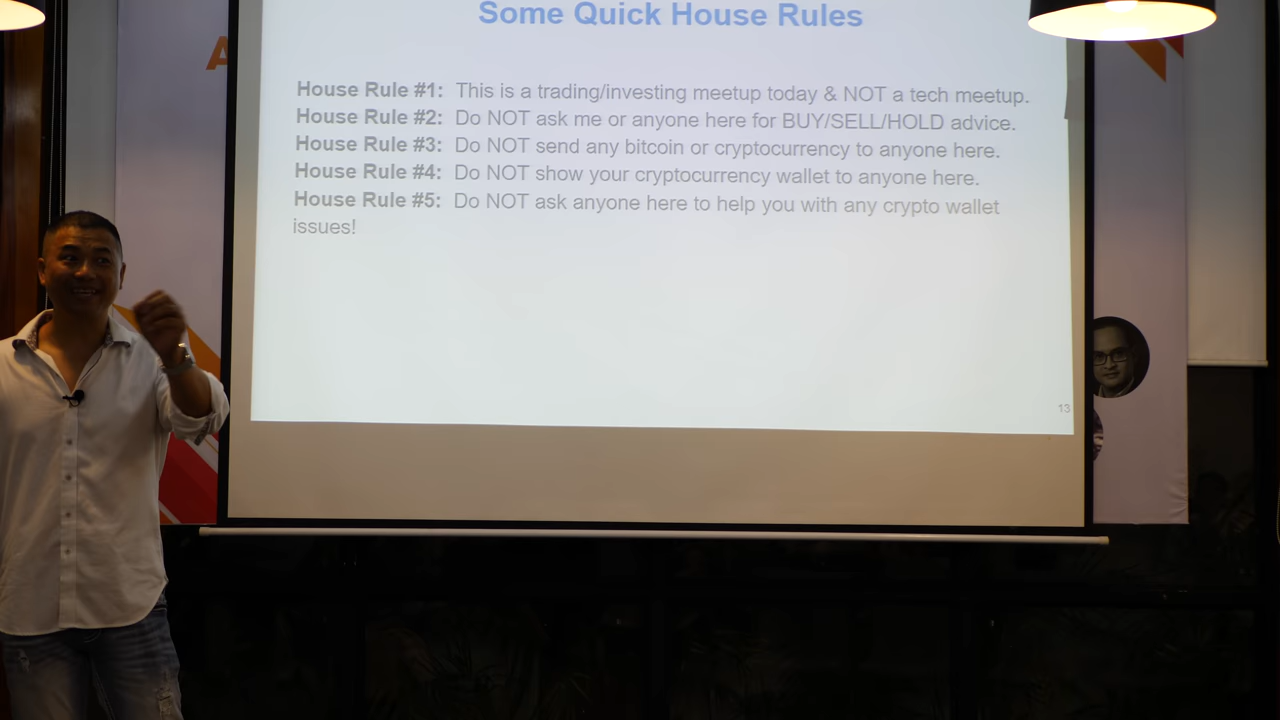 Some Quick House Rules
House Rule #1: This is a trading/investing meetup today & NOT a tech meetup.
House Rule #2: Do NOT ask me or anyone here for BUY/SELL/HOLD advice.
House Rule #3: Do NOT send any bitcoin or cryptocurrency to anyone here.
House Rule #4: Do NOT show your cryptocurrency wallet to anyone here.
House Rule #5: Do NOT ask anyone here to help you with any crypto wallet
issues!
13
A